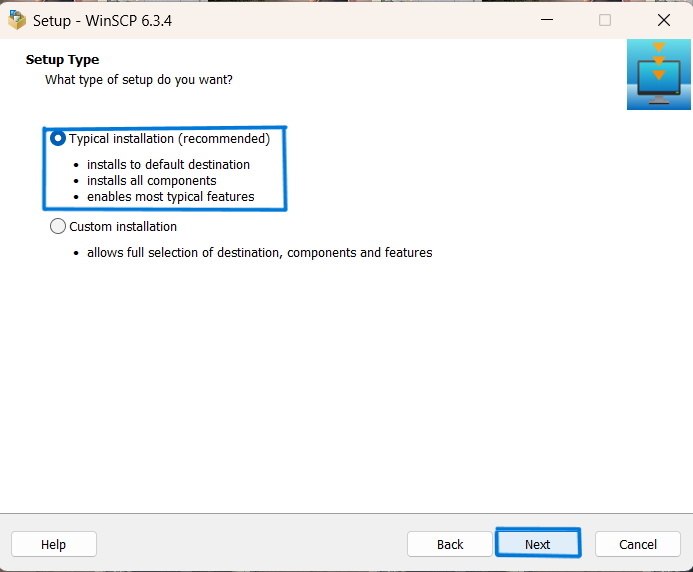 Setup - WinSCP 6.3.4
Setup Type
What type of setup do you want?
Typical installation (recommended)
• installs to default destination
• installs all components
• enables most typical features
Custom installation
• allows full selection of destination, components and features
Help
Back
Next
Cancel